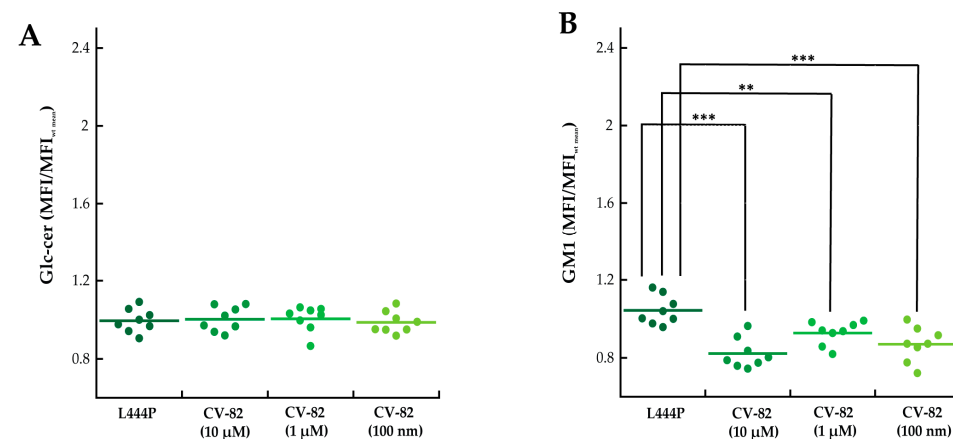 A
Glc-cer (MFI/MFIwt mean)
2.4
2
1.6
1.2
0.8
L444P
CV-82
(10 μM)
CV-82
(1 μM)
CV-82
(100 nm)
B
GM1 (MFI/MFIwt mean)
2.4
2
1.6
1.2
0.8
***
**
***
L444P
CV-82
(10 μM)
CV-82
(1 μM)
CV-82
(100 nm)